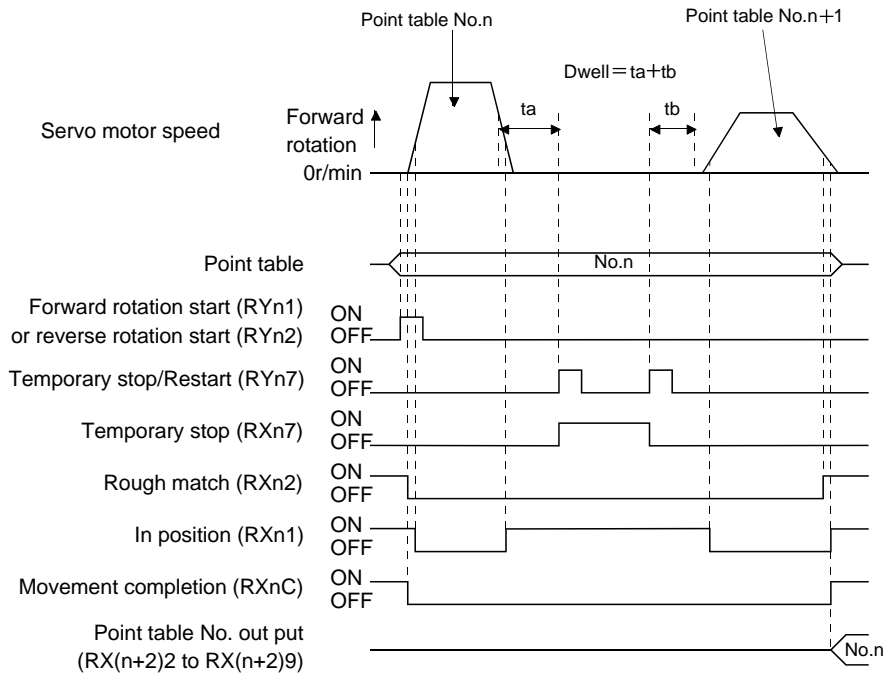 Point table No.n
Point table No.n+1
Dwell=ta+tb
ta
tb
Servo motor speed
Forward
rotation
0r/min
Point table
No.n
Forward rotation start (RYn1)
or reverse rotation start (RYn2)
ON
OFF
Temporary stop/Restart (RYn7)
ON
OFF
Temporary stop (RXn7)
ON
OFF
Rough match (RXn2)
ON
OFF
In position (RXn1)
ON
OFF
Movement completion (RXnC)
ON
OFF
Point table No. out put
(RX(n+2)2 to RX(n+2)9)
No.n